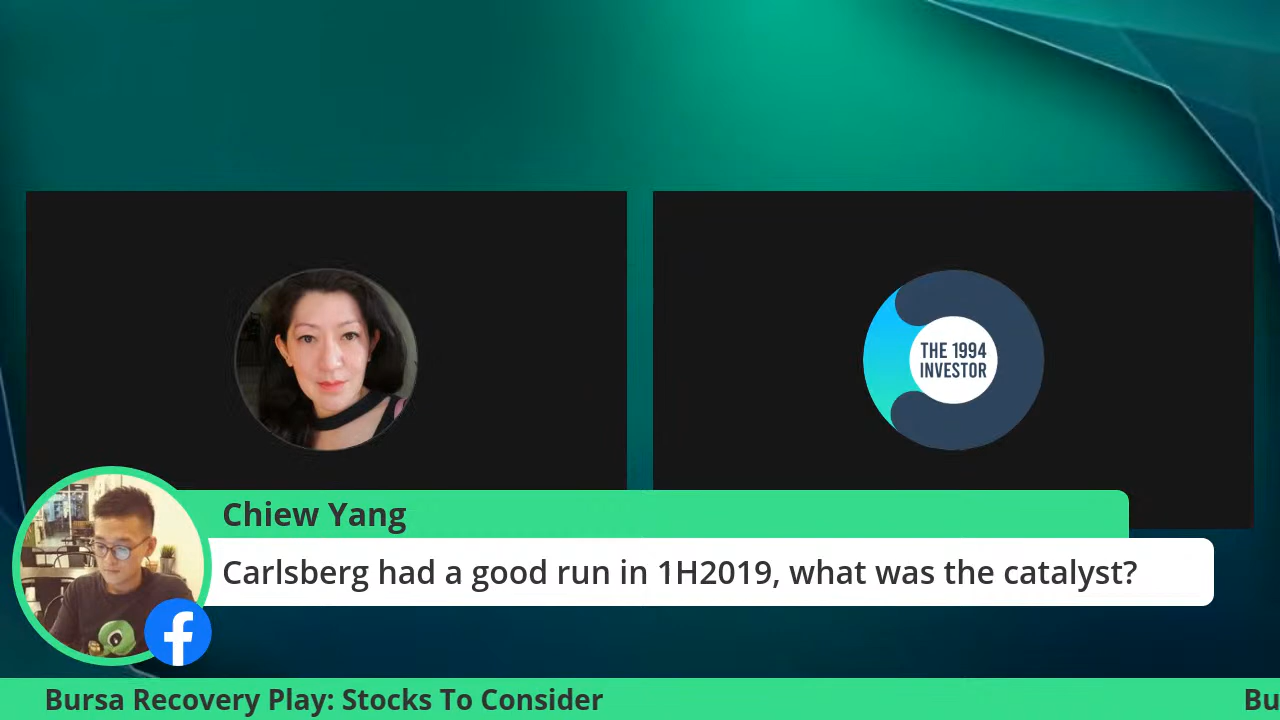 THE 1994
INVESTOR
Chiew Yang
Carlsberg had a good run in 1H2019, what was the catalyst?
Bursa Recovery Play: Stocks To Consider
Bu